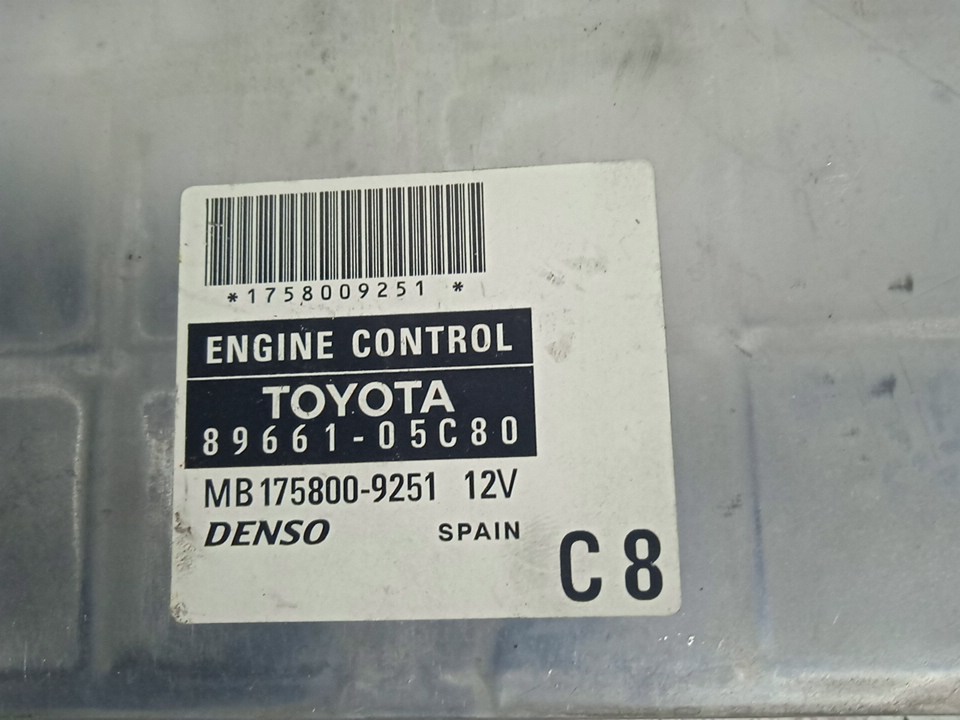 *1758009251 *
ENGINE CONTROL
TOYOTA
89661-05C80
MB175800-9251 12V
DENSO SPAIN
C8